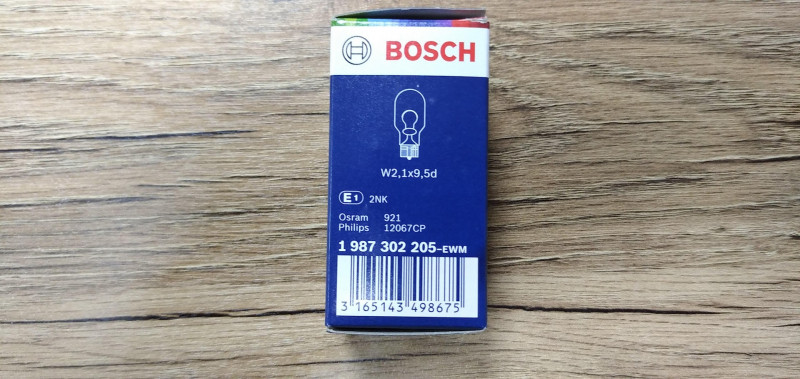 BOSCH
W2,1x9,5d
E1 2NK
Osram 921
Philips 12067CP
1 987 302 205-EWM
3 165143 498675